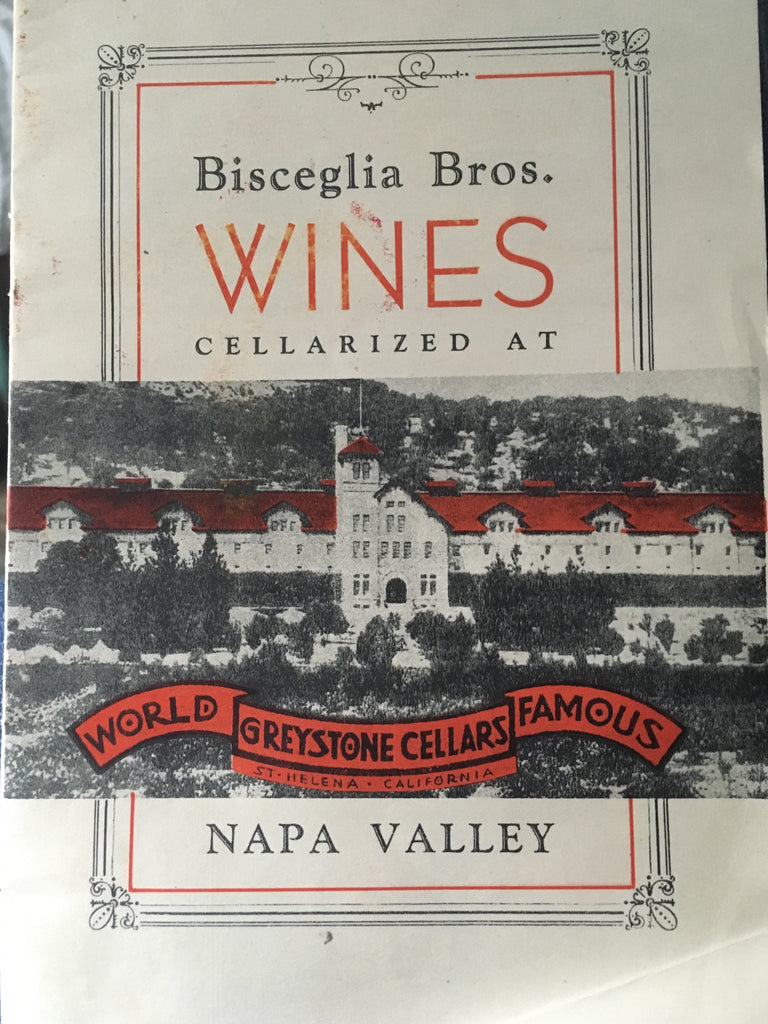 Bisceglia Bros.
WINES
CELLARIZED AT
WORLD GREYSTONE CELLARS FAMOUS
ST. HELENA • CALIFORNIA
NAPA VALLEY